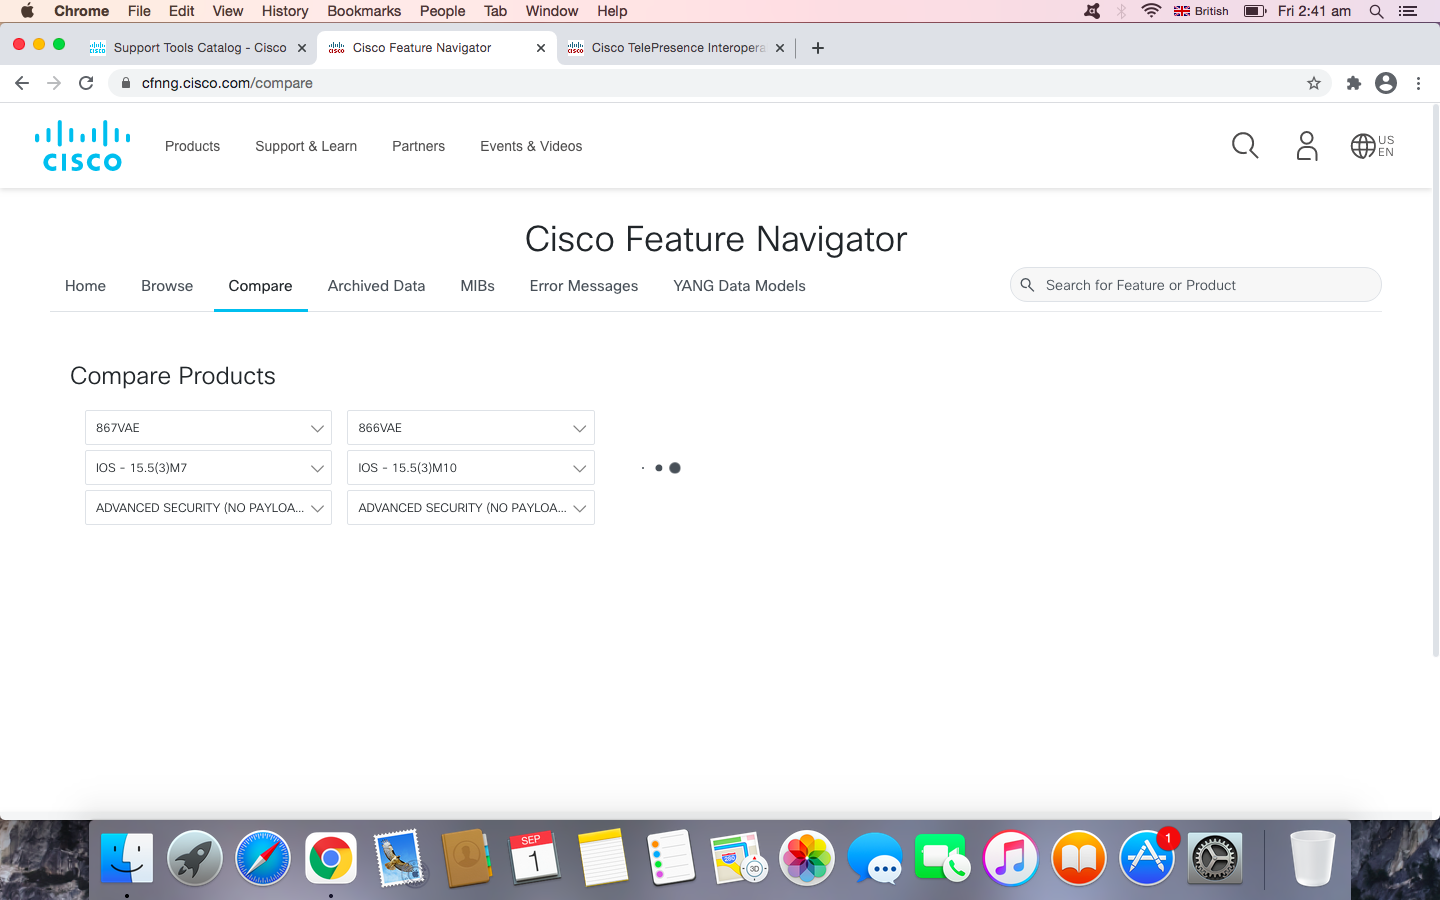 Chrome File Edit View History Bookmarks People Tab Window Help British Fri 2:41 am
Support Tools Catalog - Cisco Cisco Feature Navigator Cisco TelePresence Interopera
cfnng.cisco.com/compare
CISCO Products Support & Learn Partners Events & Videos US EN
Cisco Feature Navigator
Home Browse Compare Archived Data MIBs Error Messages YANG Data Models Search for Feature or Product
Compare Products
867VAE 866VAE
IOS - 15.5(3)M7 IOS - 15.5(3)M10
ADVANCED SECURITY (NO PAYLOA... ADVANCED SECURITY (NO PAYLOA...
SEP
1
280
3D
1